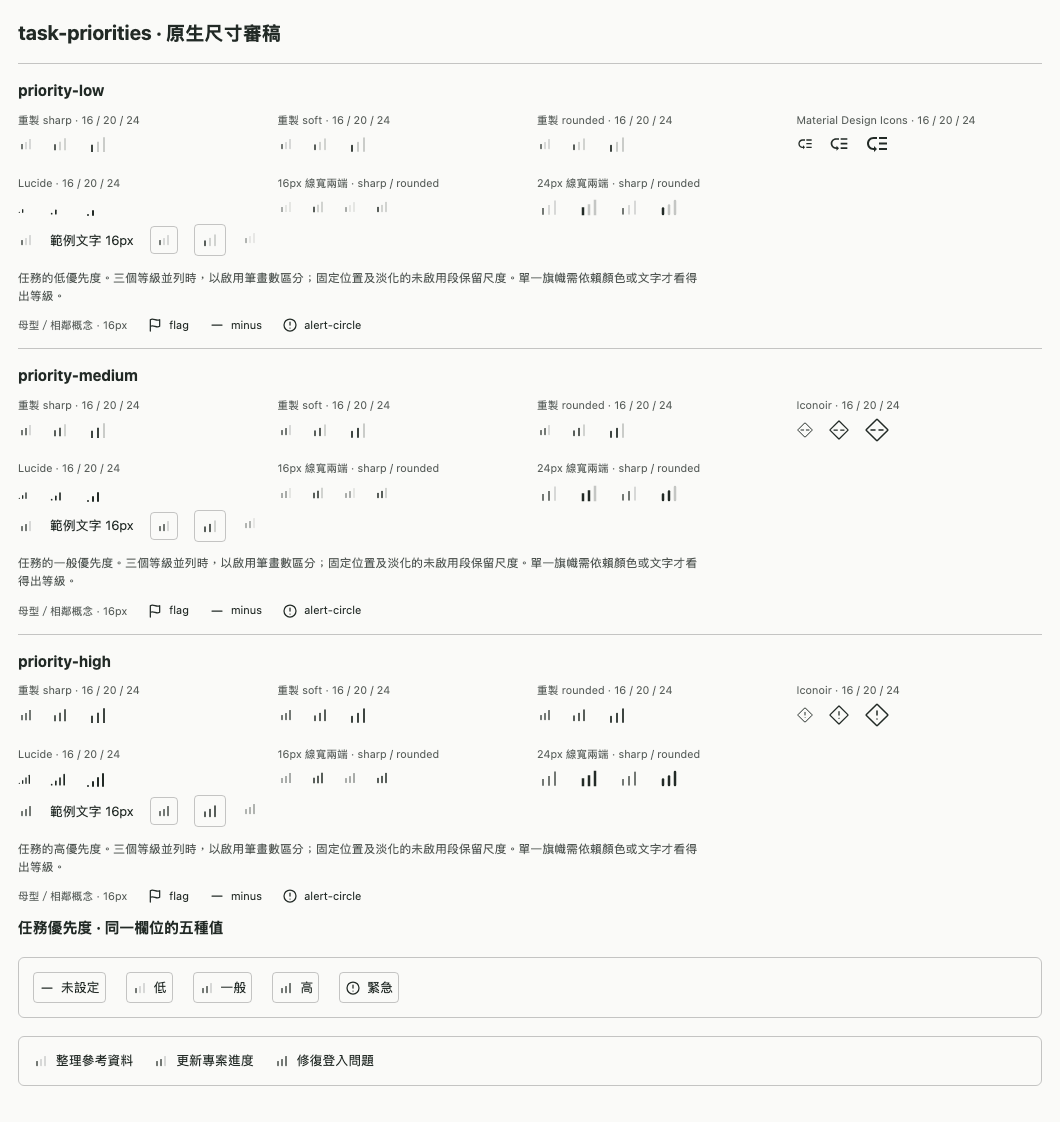 task-priorities · 原生尺寸審稿
priority-low
重製 sharp · 16 / 20 / 24
重製 soft · 16 / 20 / 24
重製 rounded · 16 / 20 / 24
Material Design Icons · 16 / 20 / 24
Lucide · 16 / 20 / 24
16px 線寬兩端 · sharp / rounded
24px 線寬兩端 · sharp / rounded
範例文字 16px
任務的低優先度。三個等級並列時，以啟用筆畫數區分；固定位置及淡化的未啟用段保留尺度。單一旗幟需依賴顏色或文字才看得
出等級。
母型 / 相鄰概念 · 16px flag minus alert-circle
priority-medium
重製 sharp · 16 / 20 / 24
重製 soft · 16 / 20 / 24
重製 rounded · 16 / 20 / 24
Iconoir · 16 / 20 / 24
Lucide · 16 / 20 / 24
16px 線寬兩端 · sharp / rounded
24px 線寬兩端 · sharp / rounded
範例文字 16px
任務的一般優先度。三個等級並列時，以啟用筆畫數區分；固定位置及淡化的未啟用段保留尺度。單一旗幟需依賴顏色或文字才看
得出等級。
母型 / 相鄰概念 · 16px flag minus alert-circle
priority-high
重製 sharp · 16 / 20 / 24
重製 soft · 16 / 20 / 24
重製 rounded · 16 / 20 / 24
Iconoir · 16 / 20 / 24
Lucide · 16 / 20 / 24
16px 線寬兩端 · sharp / rounded
24px 線寬兩端 · sharp / rounded
範例文字 16px
任務的高優先度。三個等級並列時，以啟用筆畫數區分；固定位置及淡化的未啟用段保留尺度。單一旗幟需依賴顏色或文字才看得
出等級。
母型 / 相鄰概念 · 16px flag minus alert-circle
任務優先度 · 同一欄位的五種值
未設定 低 一般 高 緊急
整理參考資料 更新專案進度 修復登入問題